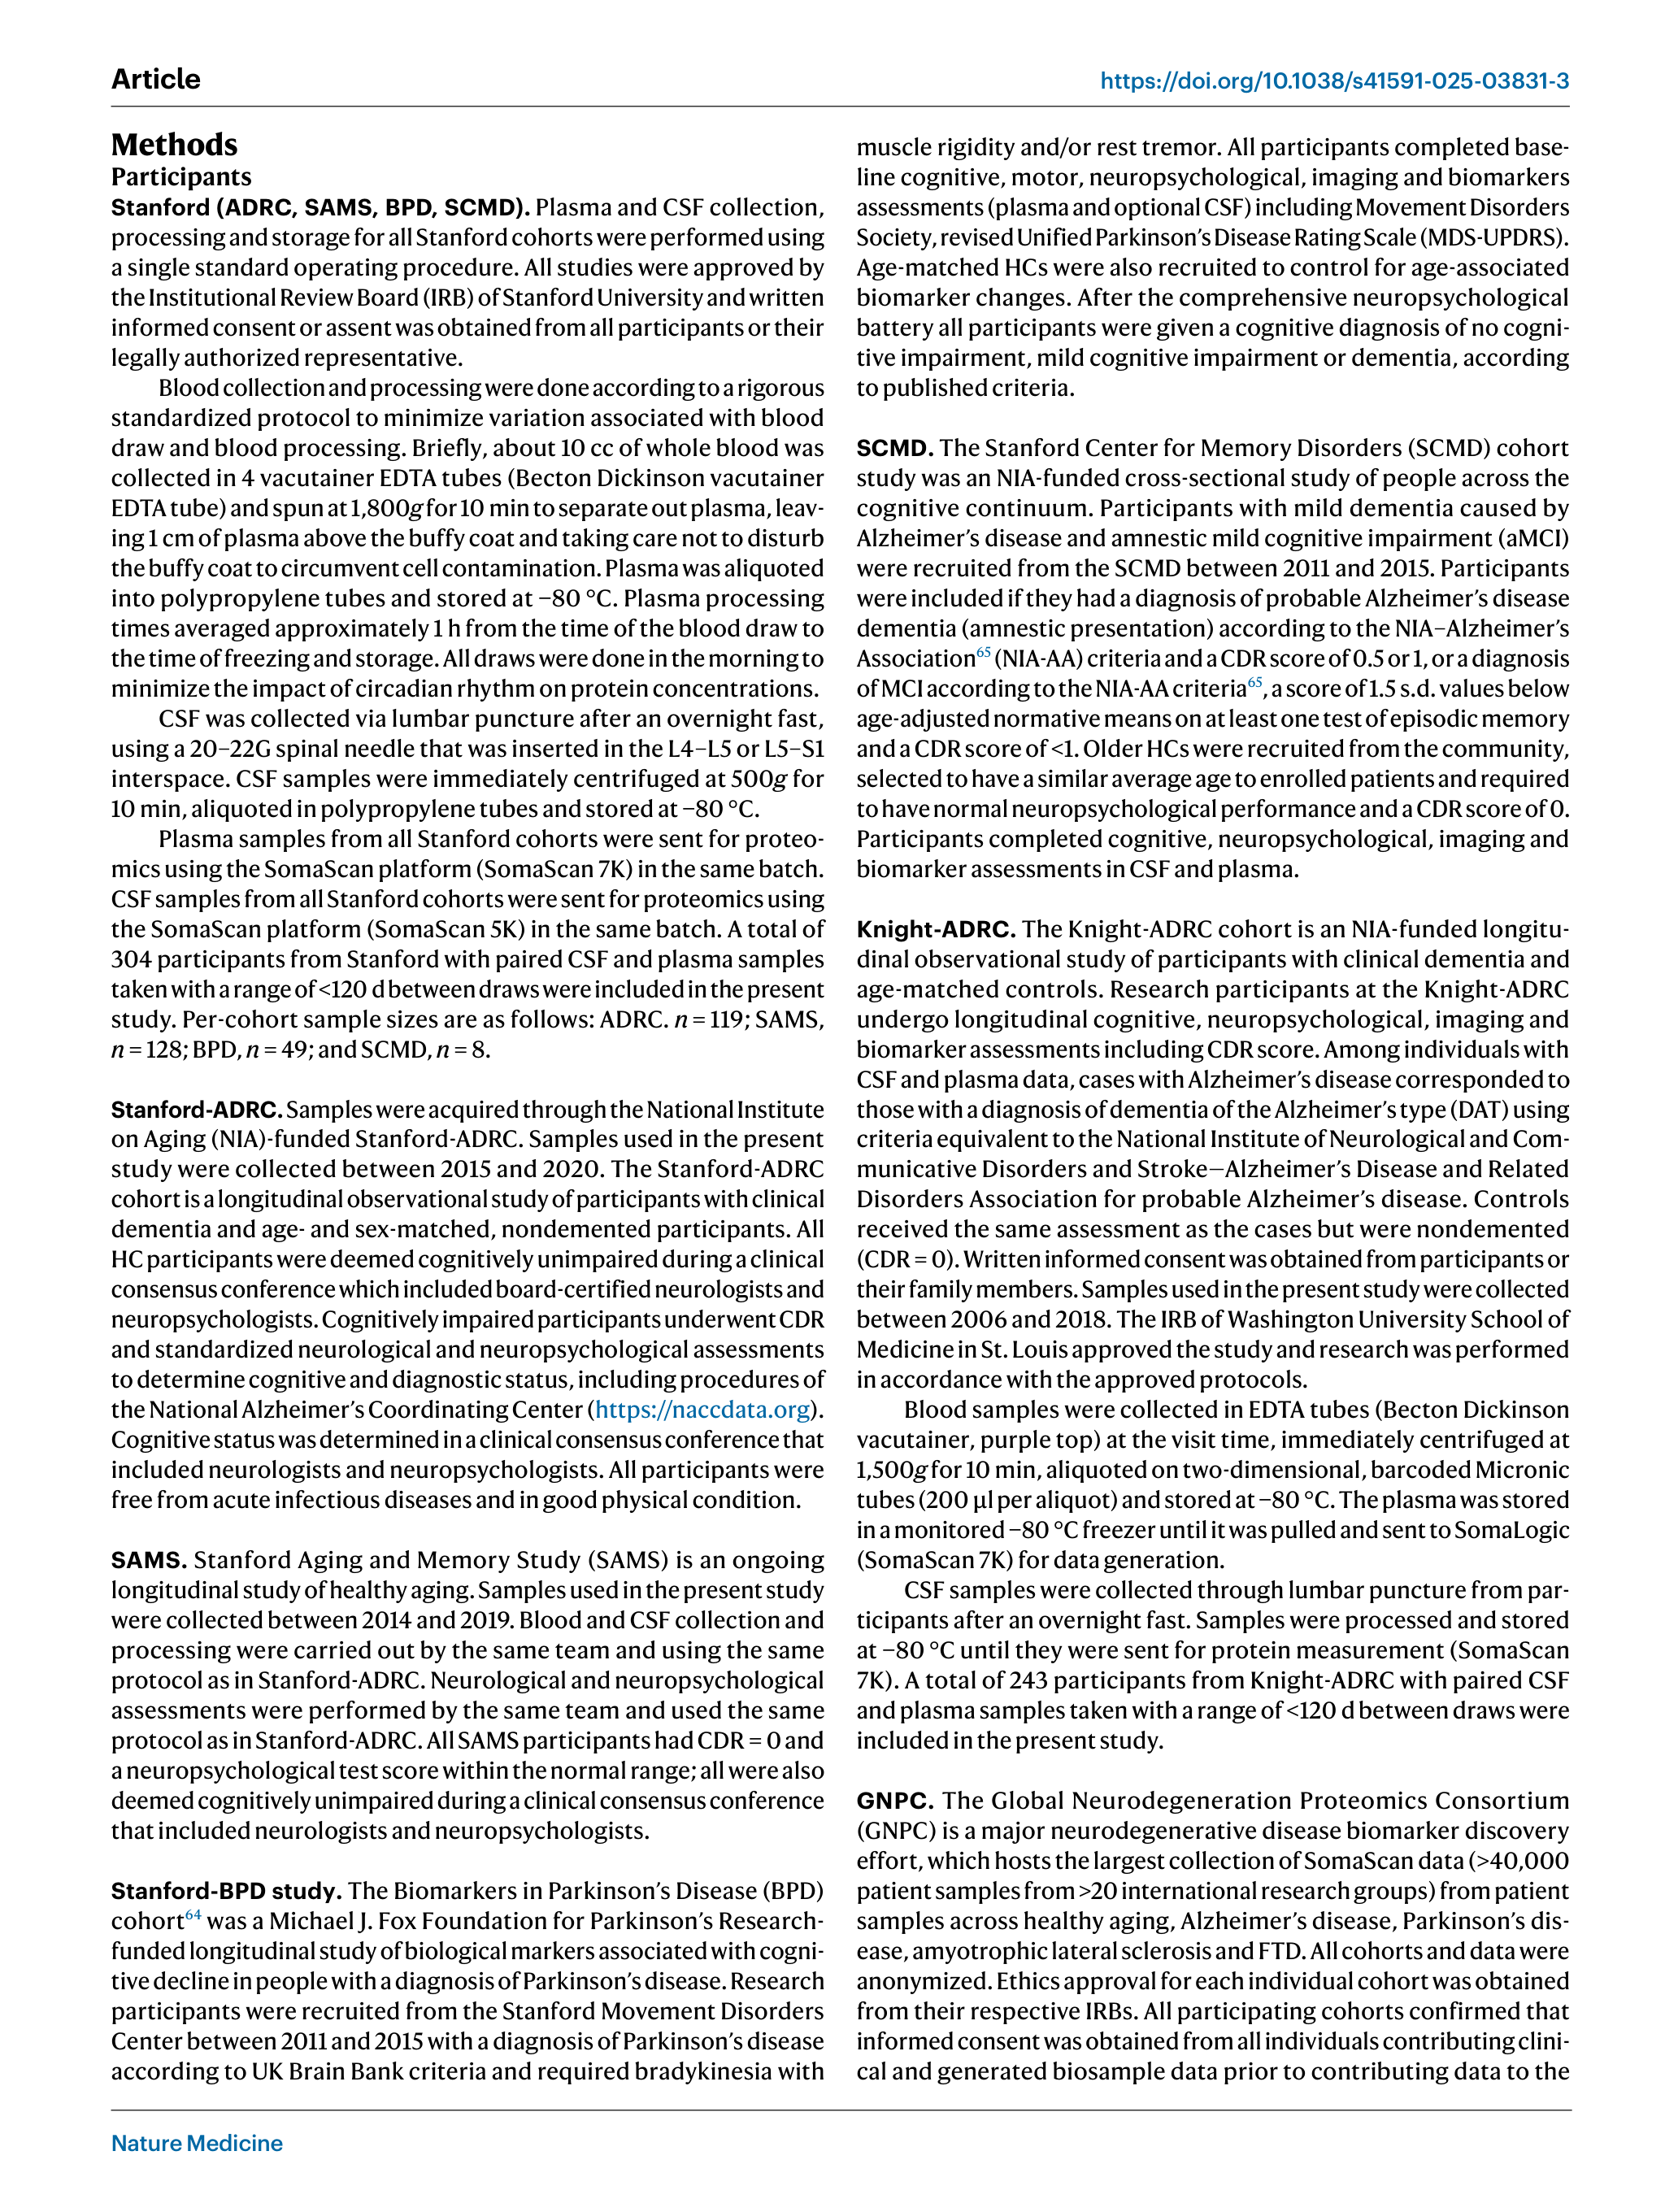 Article
https://doi.org/10.1038/s41591-025-03831-3
Methods
Participants
Stanford (ADRC, SAMS, BPD, SCMD). Plasma and CSF collection,
processing and storage for all Stanford cohorts were performed using
a single standard operating procedure. All studies were approved by
the Institutional Review Board (IRB) of Stanford University and written
informed consent or assent was obtained from all participants or their
legally authorized representative.
Blood collection and processing were done according to a rigorous
standardized protocol to minimize variation associated with blood
draw and blood processing. Briefly, about 10 cc of whole blood was
collected in 4 vacutainer EDTA tubes (Becton Dickinson vacutainer
EDTA tube) and spun at 1,800g for 10 min to separate out plasma, leav-
ing 1 cm of plasma above the buffy coat and taking care not to disturb
the buffy coat to circumvent cell contamination. Plasma was aliquoted
into polypropylene tubes and stored at −80 °C. Plasma processing
times averaged approximately 1 h from the time of the blood draw to
the time of freezing and storage. All draws were done in the morning to
minimize the impact of circadian rhythm on protein concentrations.
CSF was collected via lumbar puncture after an overnight fast,
using a 20–22G spinal needle that was inserted in the L4–L5 or L5–S1
interspace. CSF samples were immediately centrifuged at 500g for
10 min, aliquoted in polypropylene tubes and stored at −80 °C.
Plasma samples from all Stanford cohorts were sent for proteo-
mics using the SomaScan platform (SomaScan 7K) in the same batch.
CSF samples from all Stanford cohorts were sent for proteomics using
the SomaScan platform (SomaScan 5K) in the same batch. A total of
304 participants from Stanford with paired CSF and plasma samples
taken with a range of <120 d between draws were included in the present
study. Per-cohort sample sizes are as follows: ADRC. n = 119; SAMS,
n = 128; BPD, n = 49; and SCMD, n = 8.
Stanford-ADRC. Samples were acquired through the National Institute
on Aging (NIA)-funded Stanford-ADRC. Samples used in the present
study were collected between 2015 and 2020. The Stanford-ADRC
cohort is a longitudinal observational study of participants with clinical
dementia and age- and sex-matched, nondemented participants. All
HC participants were deemed cognitively unimpaired during a clinical
consensus conference which included board-certified neurologists and
neuropsychologists. Cognitively impaired participants underwent CDR
and standardized neurological and neuropsychological assessments
to determine cognitive and diagnostic status, including procedures of
the National Alzheimer's Coordinating Center (https://naccdata.org).
Cognitive status was determined in a clinical consensus conference that
included neurologists and neuropsychologists. All participants were
free from acute infectious diseases and in good physical condition.
SAMS. Stanford Aging and Memory Study (SAMS) is an ongoing
longitudinal study of healthy aging. Samples used in the present study
were collected between 2014 and 2019. Blood and CSF collection and
processing were carried out by the same team and using the same
protocol as in Stanford-ADRC. Neurological and neuropsychological
assessments were performed by the same team and used the same
protocol as in Stanford-ADRC. All SAMS participants had CDR = 0 and
a neuropsychological test score within the normal range; all were also
deemed cognitively unimpaired during a clinical consensus conference
that included neurologists and neuropsychologists.
Stanford-BPD study. The Biomarkers in Parkinson's Disease (BPD)
cohort64 was a Michael J. Fox Foundation for Parkinson's Research-
funded longitudinal study of biological markers associated with cogni-
tive decline in people with a diagnosis of Parkinson's disease. Research
participants were recruited from the Stanford Movement Disorders
Center between 2011 and 2015 with a diagnosis of Parkinson's disease
according to UK Brain Bank criteria and required bradykinesia with
muscle rigidity and/or rest tremor. All participants completed base-
line cognitive, motor, neuropsychological, imaging and biomarkers
assessments (plasma and optional CSF) including Movement Disorders
Society, revised Unified Parkinson's Disease Rating Scale (MDS-UPDRS).
Age-matched HCs were also recruited to control for age-associated
biomarker changes. After the comprehensive neuropsychological
battery all participants were given a cognitive diagnosis of no cogni-
tive impairment, mild cognitive impairment or dementia, according
to published criteria.
SCMD. The Stanford Center for Memory Disorders (SCMD) cohort
study was an NIA-funded cross-sectional study of people across the
cognitive continuum. Participants with mild dementia caused by
Alzheimer's disease and amnestic mild cognitive impairment (aMCI)
were recruited from the SCMD between 2011 and 2015. Participants
were included if they had a diagnosis of probable Alzheimer's disease
dementia (amnestic presentation) according to the NIA–Alzheimer's
Association65 (NIA-AA) criteria and a CDR score of 0.5 or 1, or a diagnosis
of MCI according to the NIA-AA criteria65, a score of 1.5 s.d. values below
age-adjusted normative means on at least one test of episodic memory
and a CDR score of <1. Older HCs were recruited from the community,
selected to have a similar average age to enrolled patients and required
to have normal neuropsychological performance and a CDR score of 0.
Participants completed cognitive, neuropsychological, imaging and
biomarker assessments in CSF and plasma.
Knight-ADRC. The Knight-ADRC cohort is an NIA-funded longitu-
dinal observational study of participants with clinical dementia and
age-matched controls. Research participants at the Knight-ADRC
undergo longitudinal cognitive, neuropsychological, imaging and
biomarker assessments including CDR score. Among individuals with
CSF and plasma data, cases with Alzheimer's disease corresponded to
those with a diagnosis of dementia of the Alzheimer's type (DAT) using
criteria equivalent to the National Institute of Neurological and Com-
municative Disorders and Stroke–Alzheimer's Disease and Related
Disorders Association for probable Alzheimer's disease. Controls
received the same assessment as the cases but were nondemented
(CDR = 0). Written informed consent was obtained from participants or
their family members. Samples used in the present study were collected
between 2006 and 2018. The IRB of Washington University School of
Medicine in St. Louis approved the study and research was performed
in accordance with the approved protocols.
Blood samples were collected in EDTA tubes (Becton Dickinson
vacutainer, purple top) at the visit time, immediately centrifuged at
1,500g for 10 min, aliquoted on two-dimensional, barcoded Micronic
tubes (200 μl per aliquot) and stored at −80 °C. The plasma was stored
in a monitored −80 °C freezer until it was pulled and sent to SomaLogic
(SomaScan 7K) for data generation.
CSF samples were collected through lumbar puncture from par-
ticipants after an overnight fast. Samples were processed and stored
at −80 °C until they were sent for protein measurement (SomaScan
7K). A total of 243 participants from Knight-ADRC with paired CSF
and plasma samples taken with a range of <120 d between draws were
included in the present study.
GNPC. The Global Neurodegeneration Proteomics Consortium
(GNPC) is a major neurodegenerative disease biomarker discovery
effort, which hosts the largest collection of SomaScan data (>40,000
patient samples from >20 international research groups) from patient
samples across healthy aging, Alzheimer's disease, Parkinson's dis-
ease, amyotrophic lateral sclerosis and FTD. All cohorts and data were
anonymized. Ethics approval for each individual cohort was obtained
from their respective IRBs. All participating cohorts confirmed that
informed consent was obtained from all individuals contributing clini-
cal and generated biosample data prior to contributing data to the
Nature Medicine